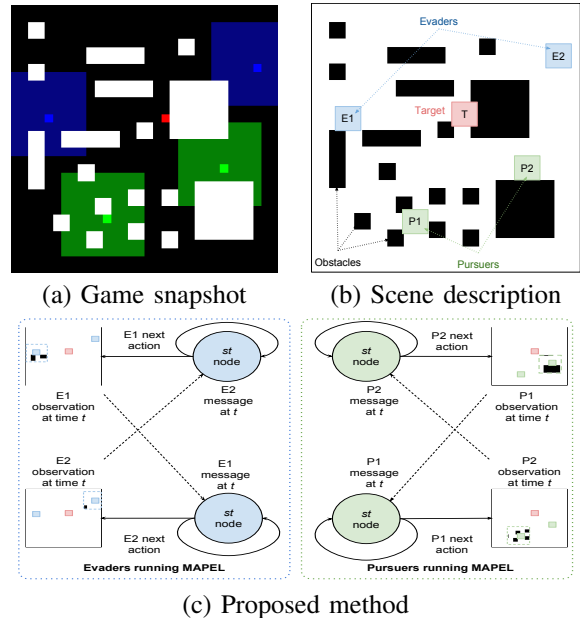 Evaders
E2
Target
T
E1
P2
P1
Obstacles
Pursuers
(a) Game snapshot
(b) Scene description
E1 next
action
st
node
E1
observation
at time t
E2
message
at t
E2
observation
at time t
E1
message
at t
st
node
E2 next
action
Evaders running MAPEL
st
node
P2 next
action
P2
message
at t
P1
observation
at time t
P1
message
at t
P2
observation
at time t
st
node
P1 next
action
Pursuers running MAPEL
(c) Proposed method